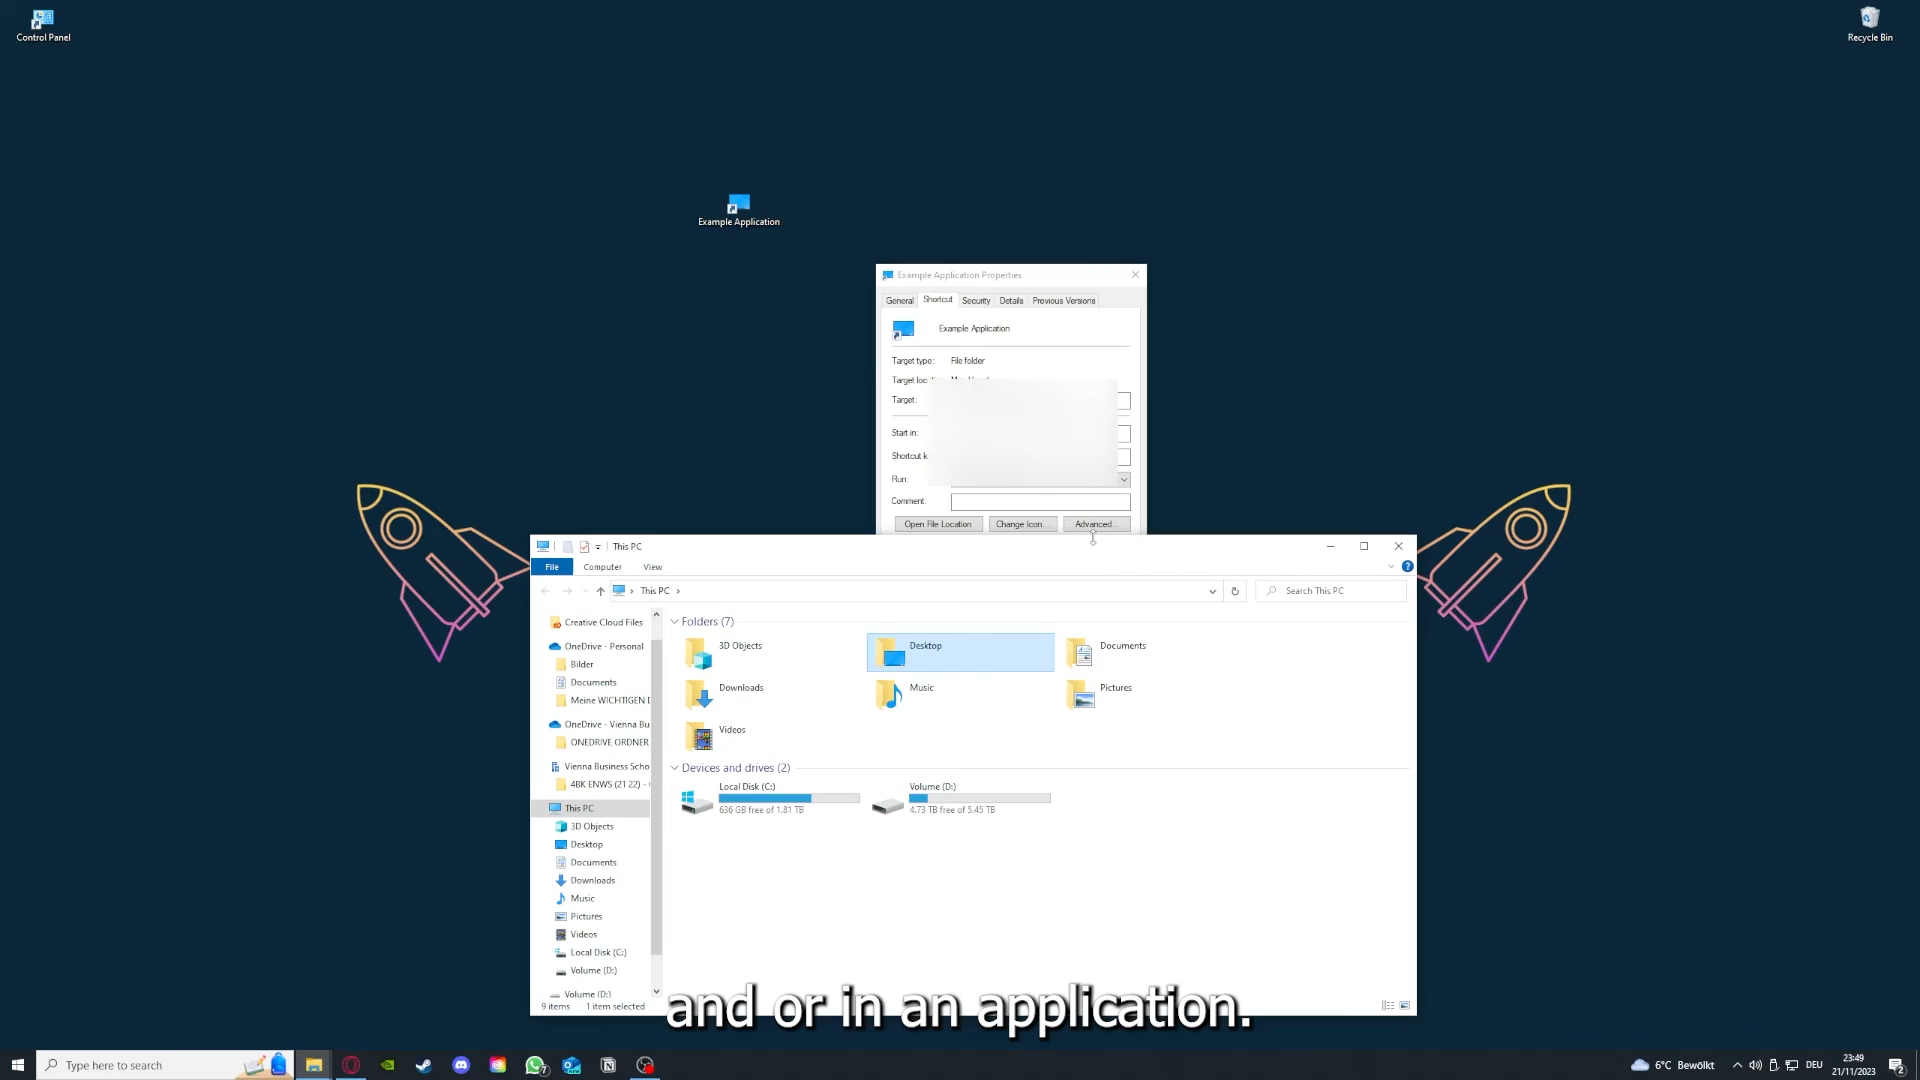 Control Panel
Recycle Bin
Example Application
Example Application Properties
General Shortcut Security Details Previous Versions
Example Application
Target type: File folder
Target
Target:
Start in:
Shortcut k
Run:
Comment:
Open File Location Change Icon... Advanced...
This PC
File Computer View
This PC
Search This PC
Creative Cloud Files
OneDrive - Personal
Bilder
Documents
Meine WICHTIGEN D
OneDrive - Vienna Bu
ONEDRIVE ORDNER
Vienna Business Scho
4BK ENWS (21 22) -
This PC
3D Objects
Desktop
Documents
Downloads
Music
Pictures
Videos
Local Disk (C:)
Volume (D:)
Volume (D:)
Folders (7)
3D Objects
Desktop
Documents
Downloads
Music
Pictures
Videos
Devices and drives (2)
Local Disk (C:)
636 GB free of 1.81 TB
Volume (D:)
4.73 TB free of 5.45 TB
9 items 1 item selected
and or in an application.
Type here to search
7
6°C Bewölkt
DEU
23:49
21/11/2023
2